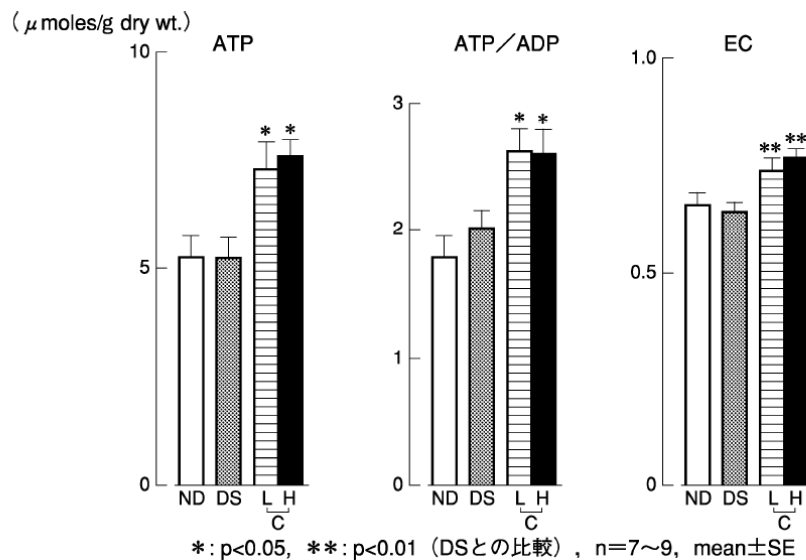 (μmoles/g dry wt.)
ATP
ATP／ADP
EC
10
5
0
3
2
1
0
1.0
0.5
0
* *
* *
** **
ND DS L H
C
ND DS L H
C
ND DS L H
C
*: p<0.05, **: p<0.01 (DSとの比較), n=7〜9, mean±SE